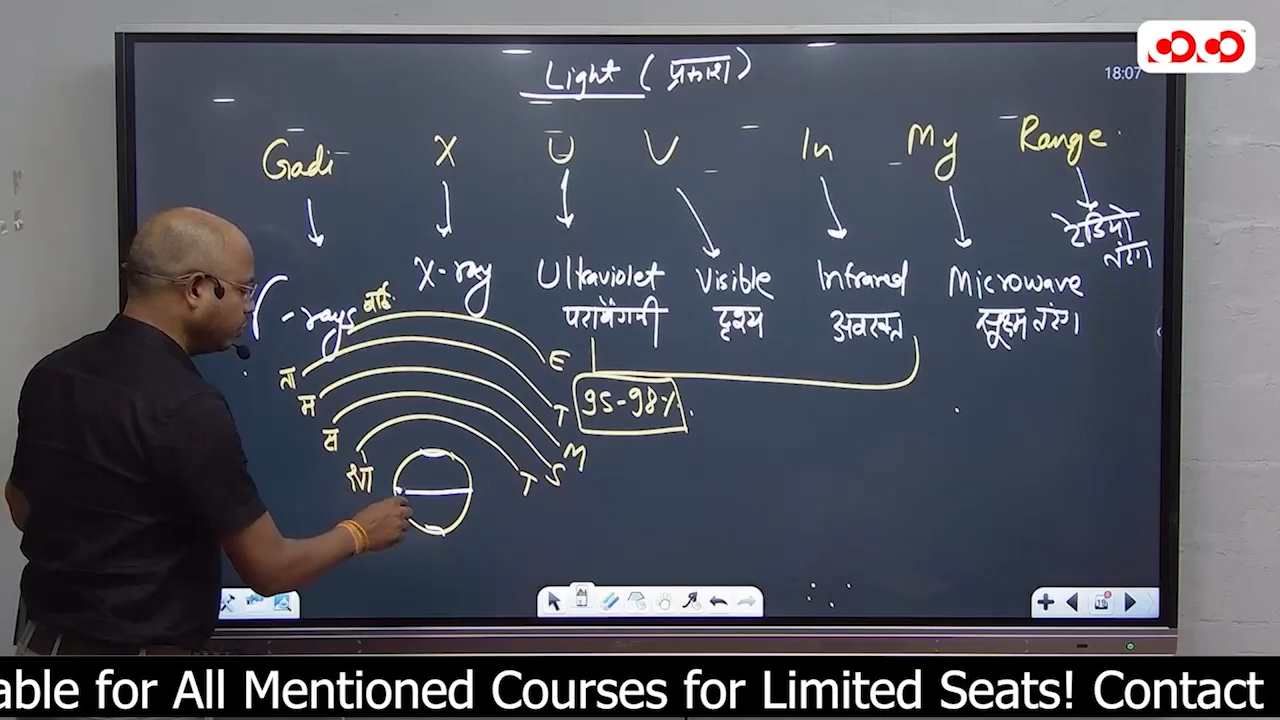 Light (प्रकाश)
18:07
Gadi X U V In My Range
रेडियो
तरंग
X-ray Ultraviolet Visible Infrared Microwave
γ-rays परोबैंगनी दृश्य अवरक्त सूक्ष्म तरंग
बाह्य
E
ता
म
T
95-98%
स
M
क्षो
T S
19
able for All Mentioned Courses for Limited Seats! Contact